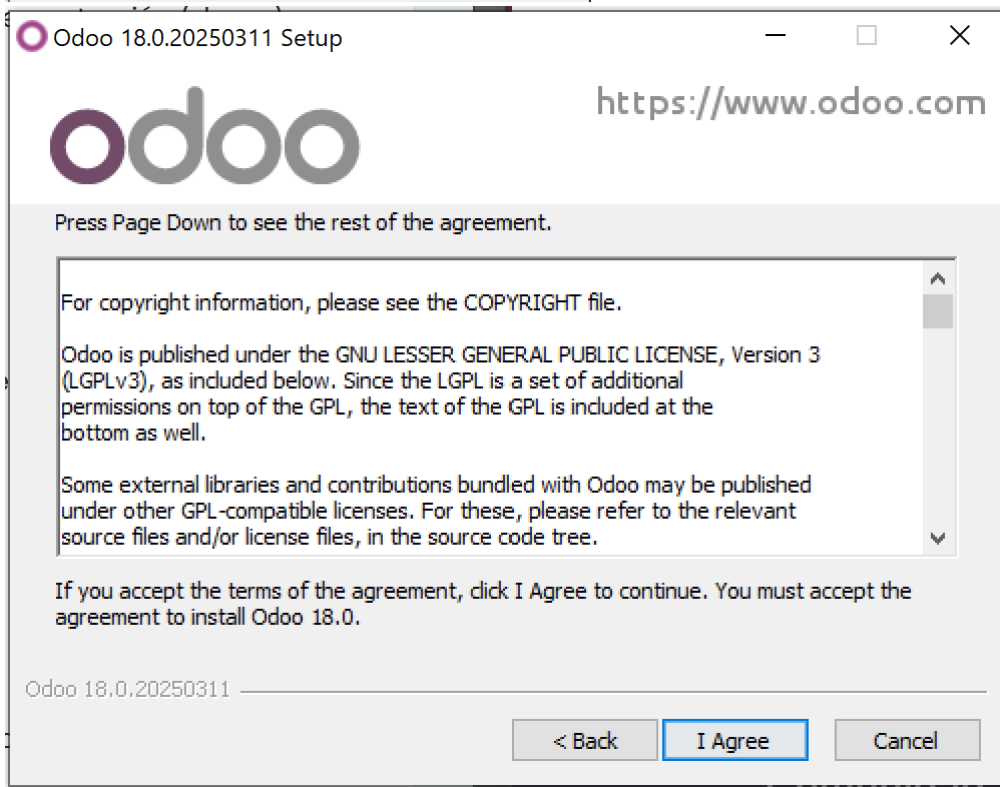 Odoo 18.0.20250311 Setup
odoo
https://www.odoo.com
Press Page Down to see the rest of the agreement.
For copyright information, please see the COPYRIGHT file.
Odoo is published under the GNU LESSER GENERAL PUBLIC LICENSE, Version 3
(LGPLv3), as included below. Since the LGPL is a set of additional
permissions on top of the GPL, the text of the GPL is included at the
bottom as well.
Some external libraries and contributions bundled with Odoo may be published
under other GPL-compatible licenses. For these, please refer to the relevant
source files and/or license files, in the source code tree.
If you accept the terms of the agreement, click I Agree to continue. You must accept the
agreement to install Odoo 18.0.
Odoo 18.0.20250311
< Back
I Agree
Cancel